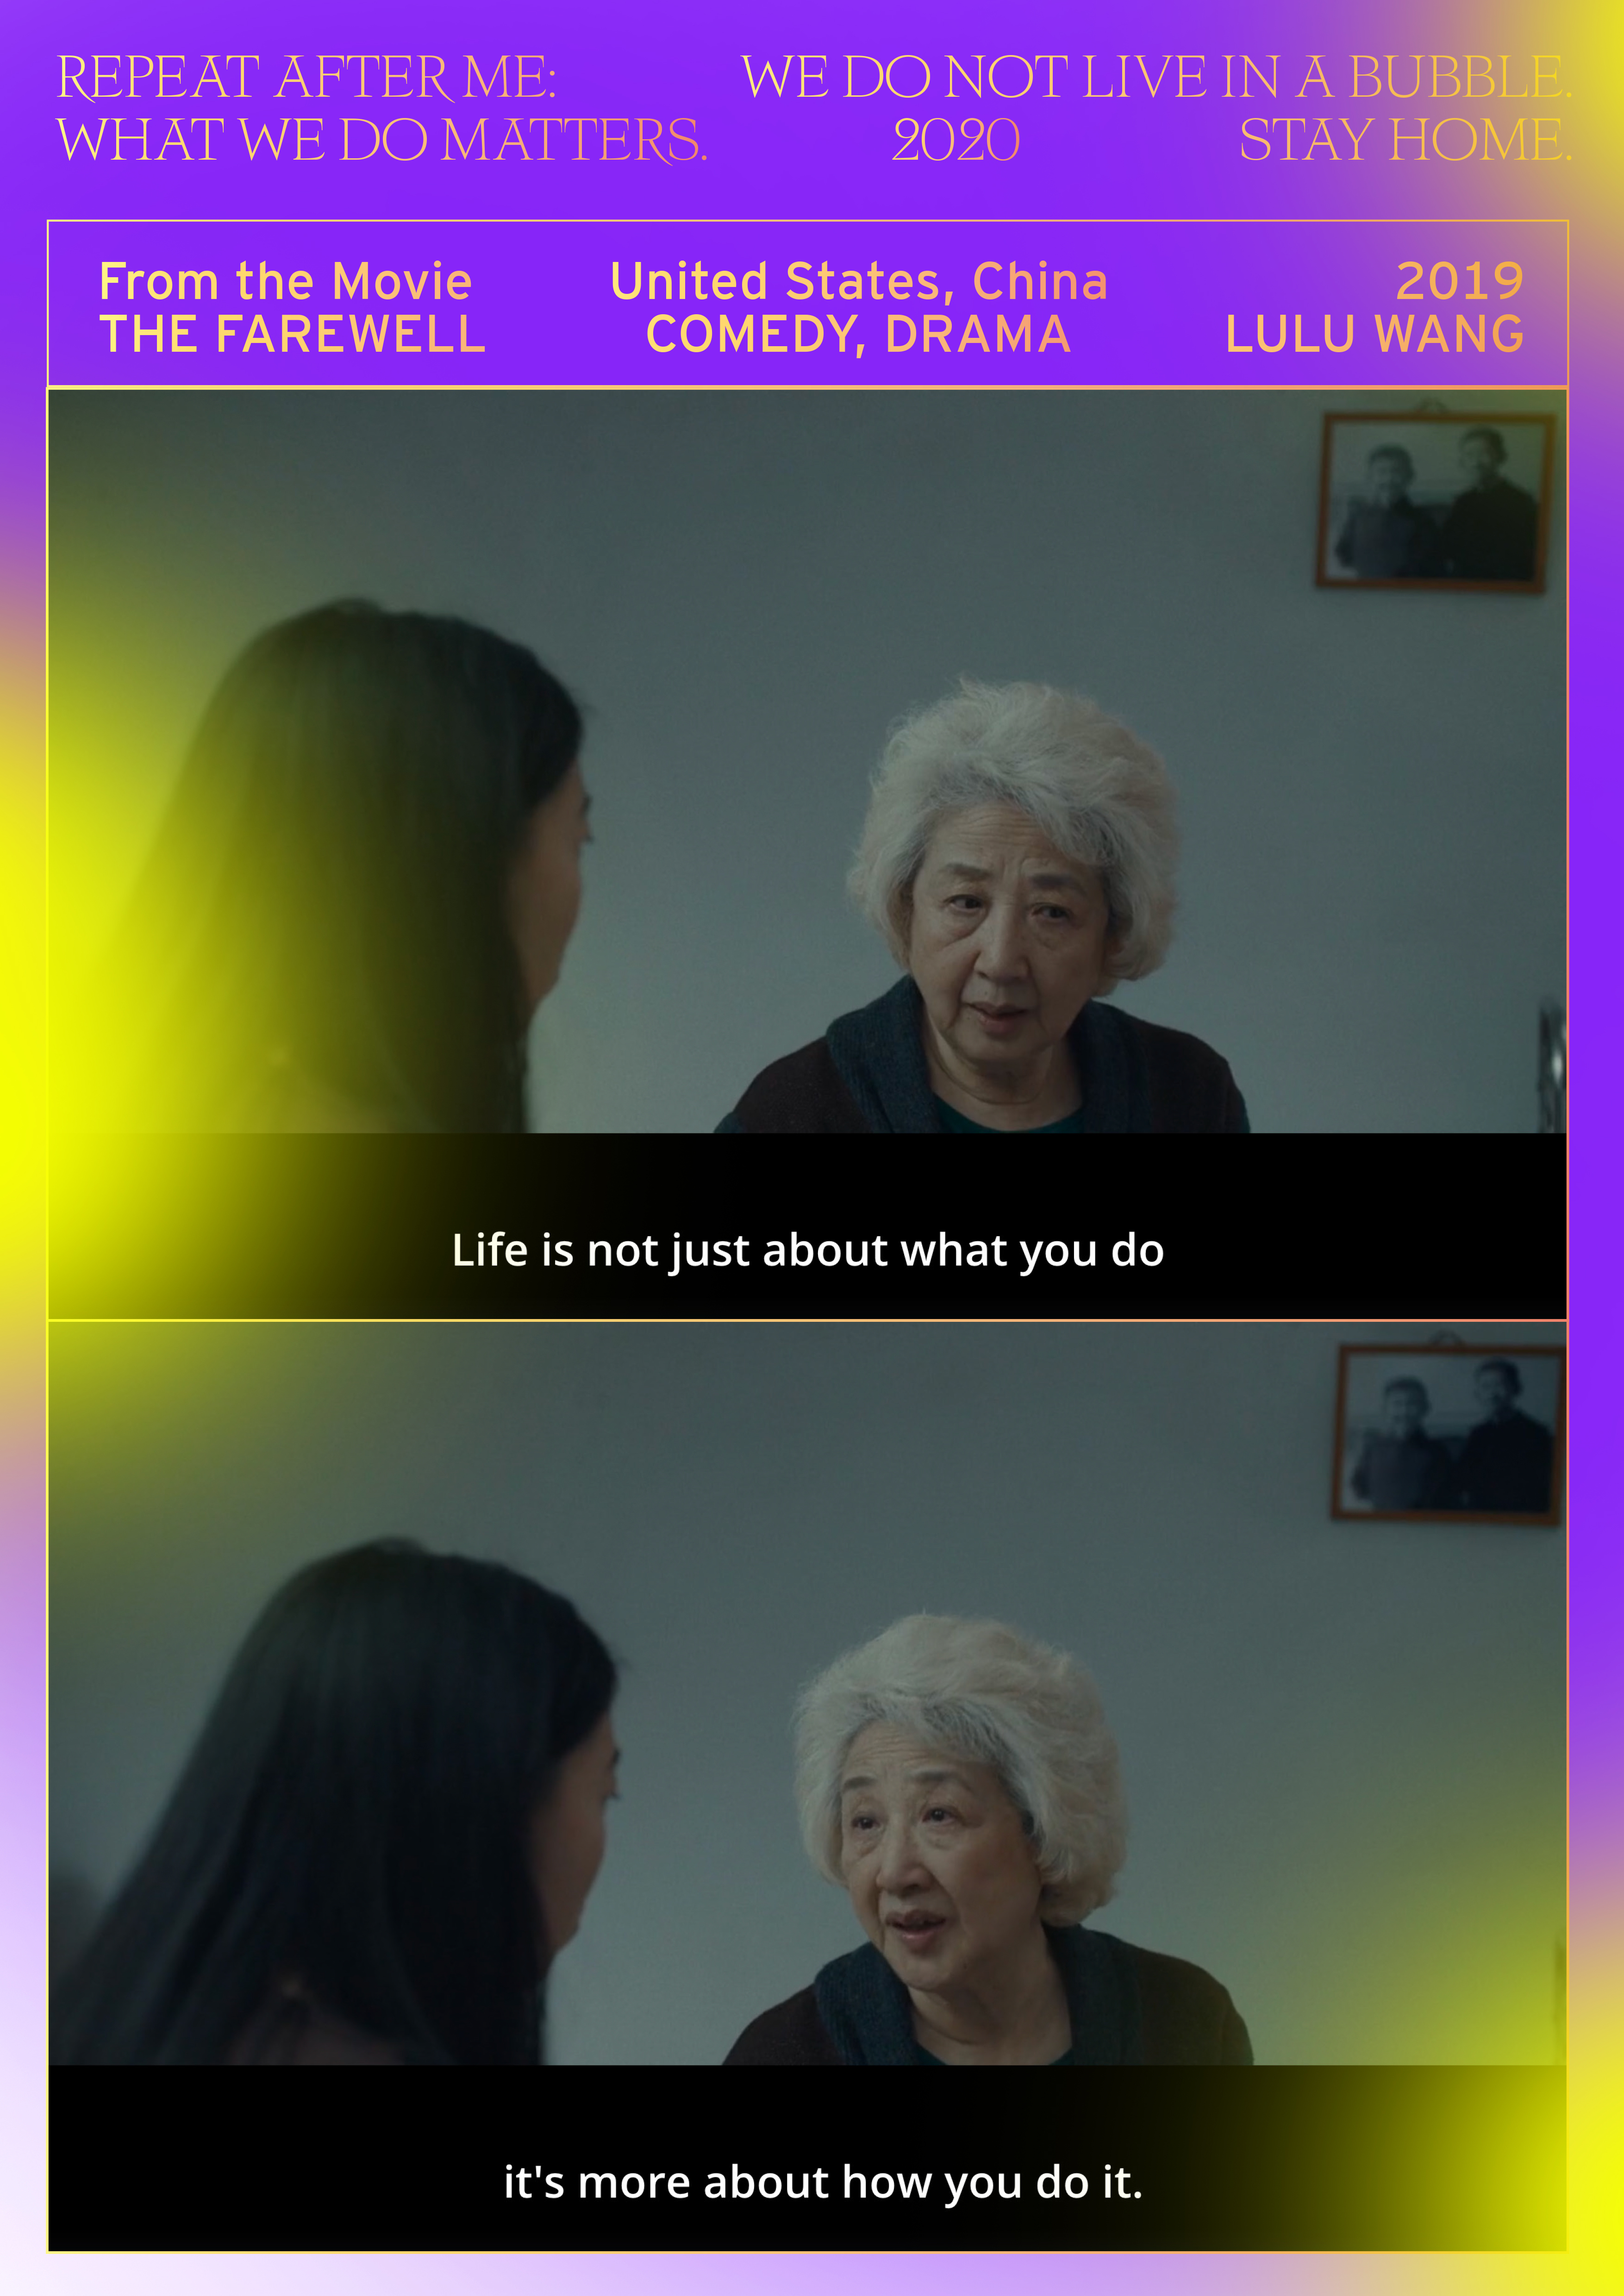 REPEAT AFTER ME:
WHAT WE DO MATTERS.
WE DO NOT LIVE IN A BUBBLE.
2020
STAY HOME.
From the Movie
THE FAREWELL
United States, China
COMEDY, DRAMA
2019
LULU WANG
Life is not just about what you do
it's more about how you do it.